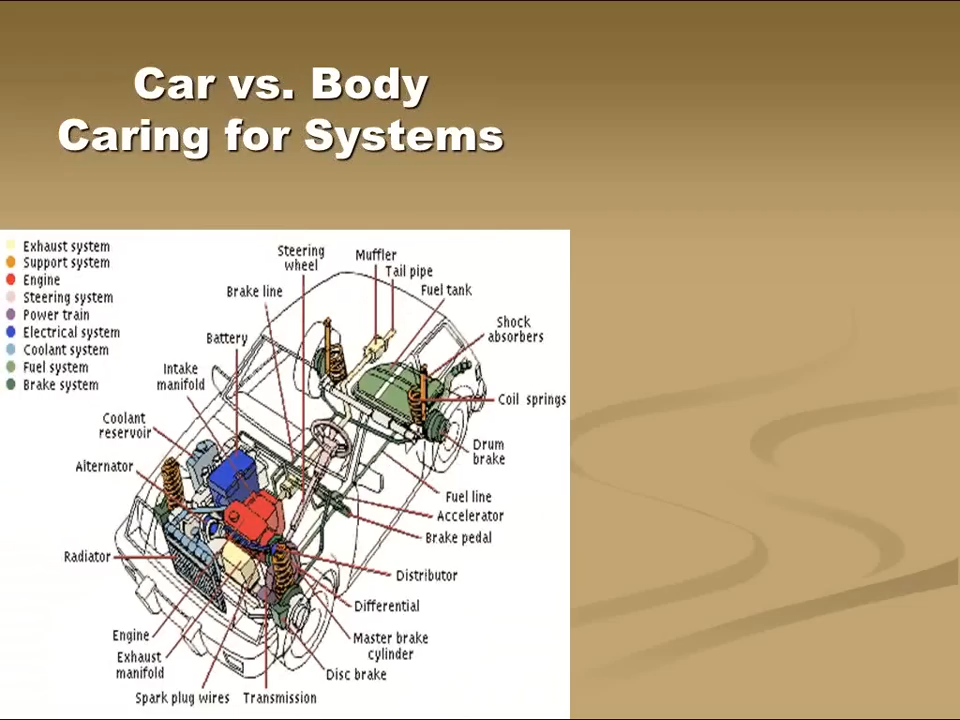 Car vs. Body
Caring for Systems
Exhaust system
Support system
Engine
Steering system
Power train
Electrical system
Coolant system
Fuel system
Brake system
Steering
wheel
Muffler
Tail pipe
Brake line
Fuel tank
Battery
Shock
absorbers
Intake
manifold
Coil springs
Coolant
reservoir
Drum
brake
Alternator
Fuel line
Accelerator
Brake pedal
Radiator
Distributor
Differential
Engine
Master brake
cylinder
Exhaust
manifold
Disc brake
Spark plug wires
Transmission